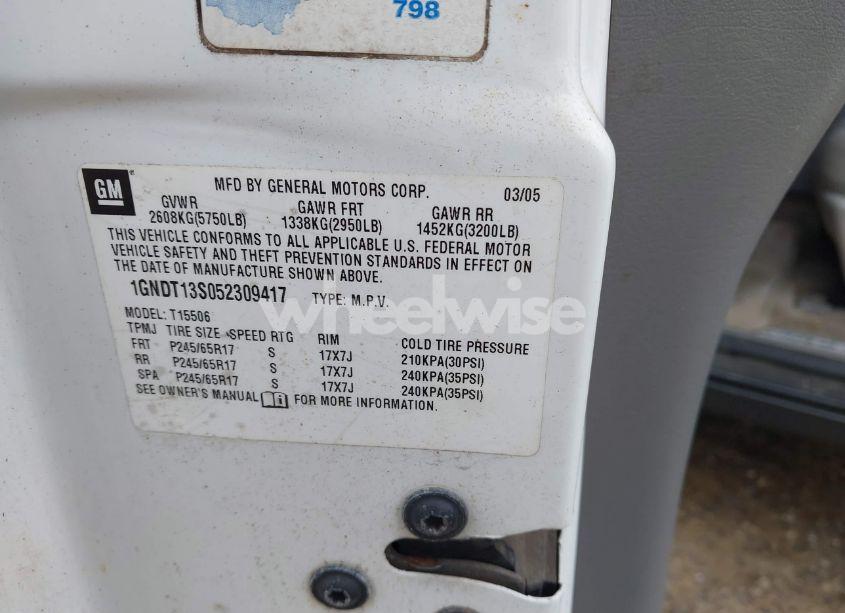 798
GM
MFD BY GENERAL MOTORS CORP. 03/05
GVWR GAWR FRT GAWR RR
2608KG(5750LB) 1338KG(2950LB) 1452KG(3200LB)
THIS VEHICLE CONFORMS TO ALL APPLICABLE U.S. FEDERAL MOTOR
VEHICLE SAFETY AND THEFT PREVENTION STANDARDS IN EFFECT ON
THE DATE OF MANUFACTURE SHOWN ABOVE.
1GNDT13S052309417 TYPE: M.P.V.
MODEL: T15506
TPMJ TIRE SIZE SPEED RTG RIM COLD TIRE PRESSURE
FRT P245/65R17 S 17X7J 210KPA(30PSI)
RR P245/65R17 S 17X7J 240KPA(35PSI)
SPA P245/65R17 S 17X7J 240KPA(35PSI)
SEE OWNER'S MANUAL FOR MORE INFORMATION.
wheelwise